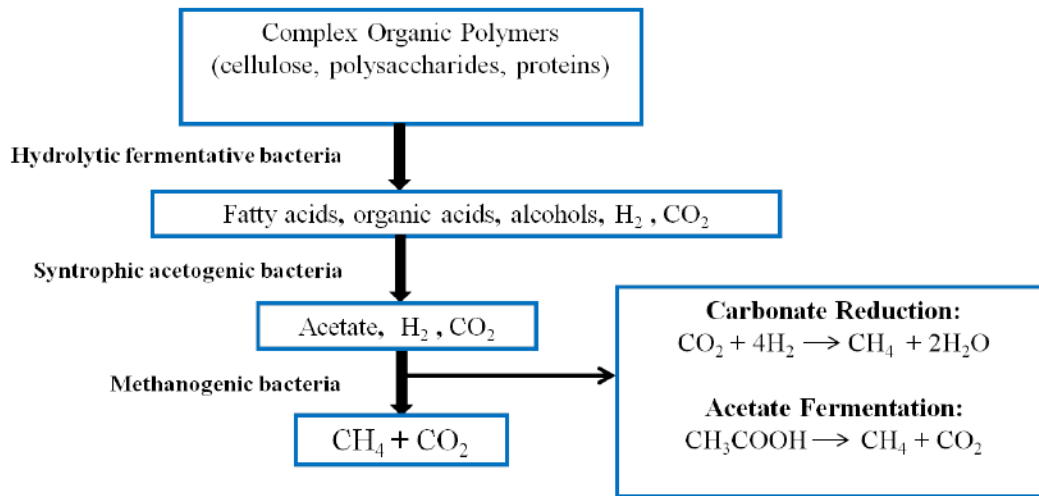 Complex Organic Polymers
(cellulose, polysaccharides, proteins)
Hydrolytic fermentative bacteria
Fatty acids, organic acids, alcohols, H₂ , CO₂
Syntrophic acetogenic bacteria
Acetate, H₂ , CO₂
Methanogenic bacteria
CH₄ + CO₂
Carbonate Reduction:
CO₂ + 4H₂ → CH₄ + 2H₂O
Acetate Fermentation:
CH₃COOH → CH₄ + CO₂